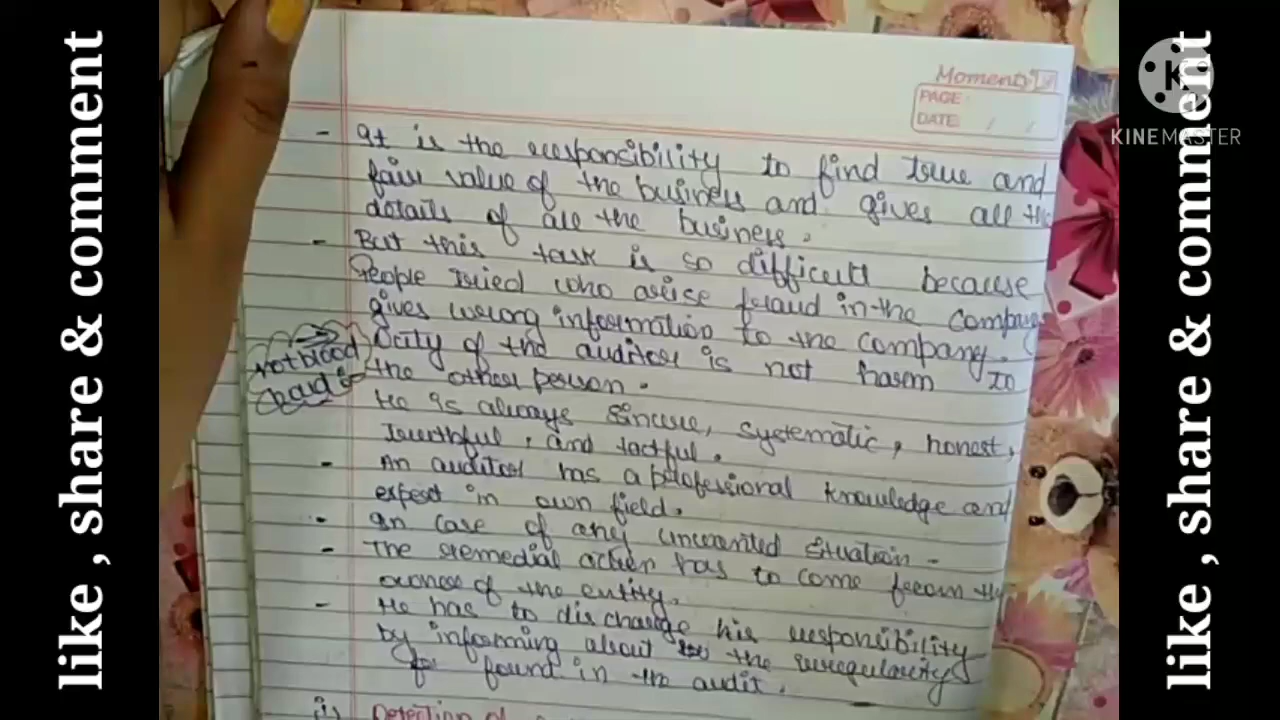 like , share & comment
Moments
PAGE:
DATE: / /
- It is the responsibility to find true and
fair value of the business and gives all the
details of all the business.
- But this task is so difficult because
People tried who arise fraud in the company
gives wrong information to the company.
Duty of the auditor is not harm to
the other person.
not blood
He is always sincere, systematic, honest,
Truthful, and tactful.
- An auditor has a professional knowledge and
expert in own field.
- In case of any unwanted situation -
- The remedial action has to come from the
owner of the entity.
- He has to discharge his responsibility
by informing about the irregularity
found in the audit.
Detection of
K
KINEMASTER
like , share & comment